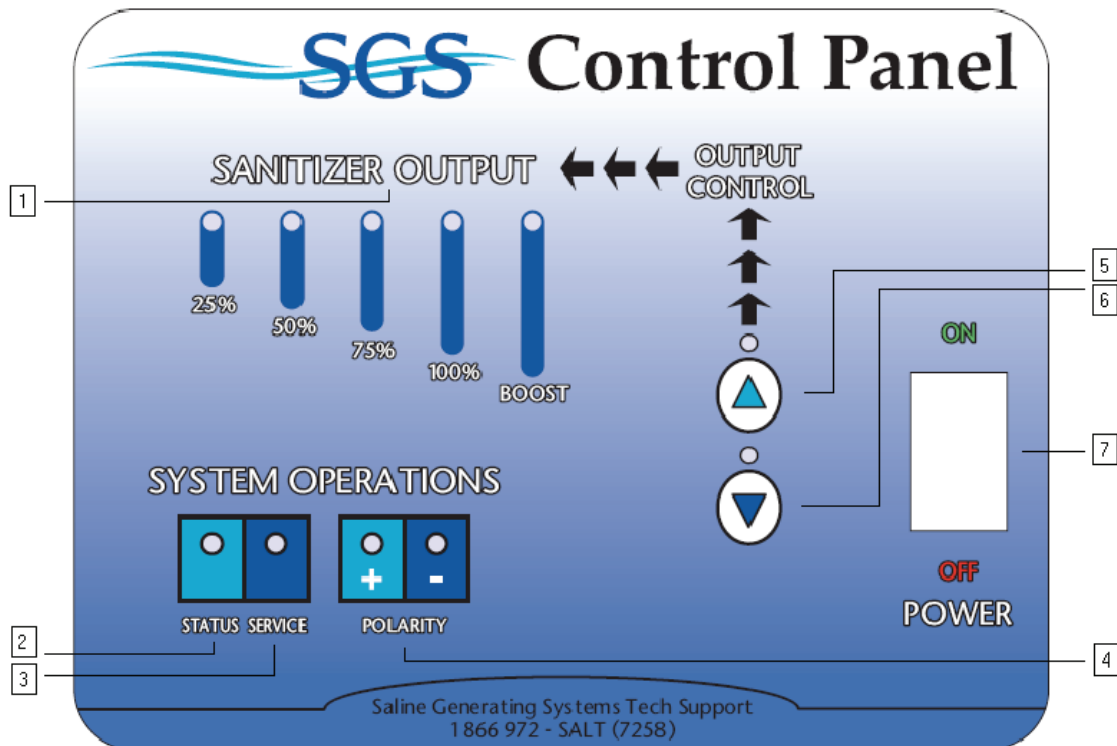 SGS Control Panel
SANITIZER OUTPUT
OUTPUT
CONTROL
1
25%
50%
75%
100%
BOOST
5
6
ON
7
OFF
POWER
SYSTEM OPERATIONS
+
-
STATUS
SERVICE
POLARITY
2
3
4
Saline Generating Systems Tech Support
1 866 972 - SALT (7258)